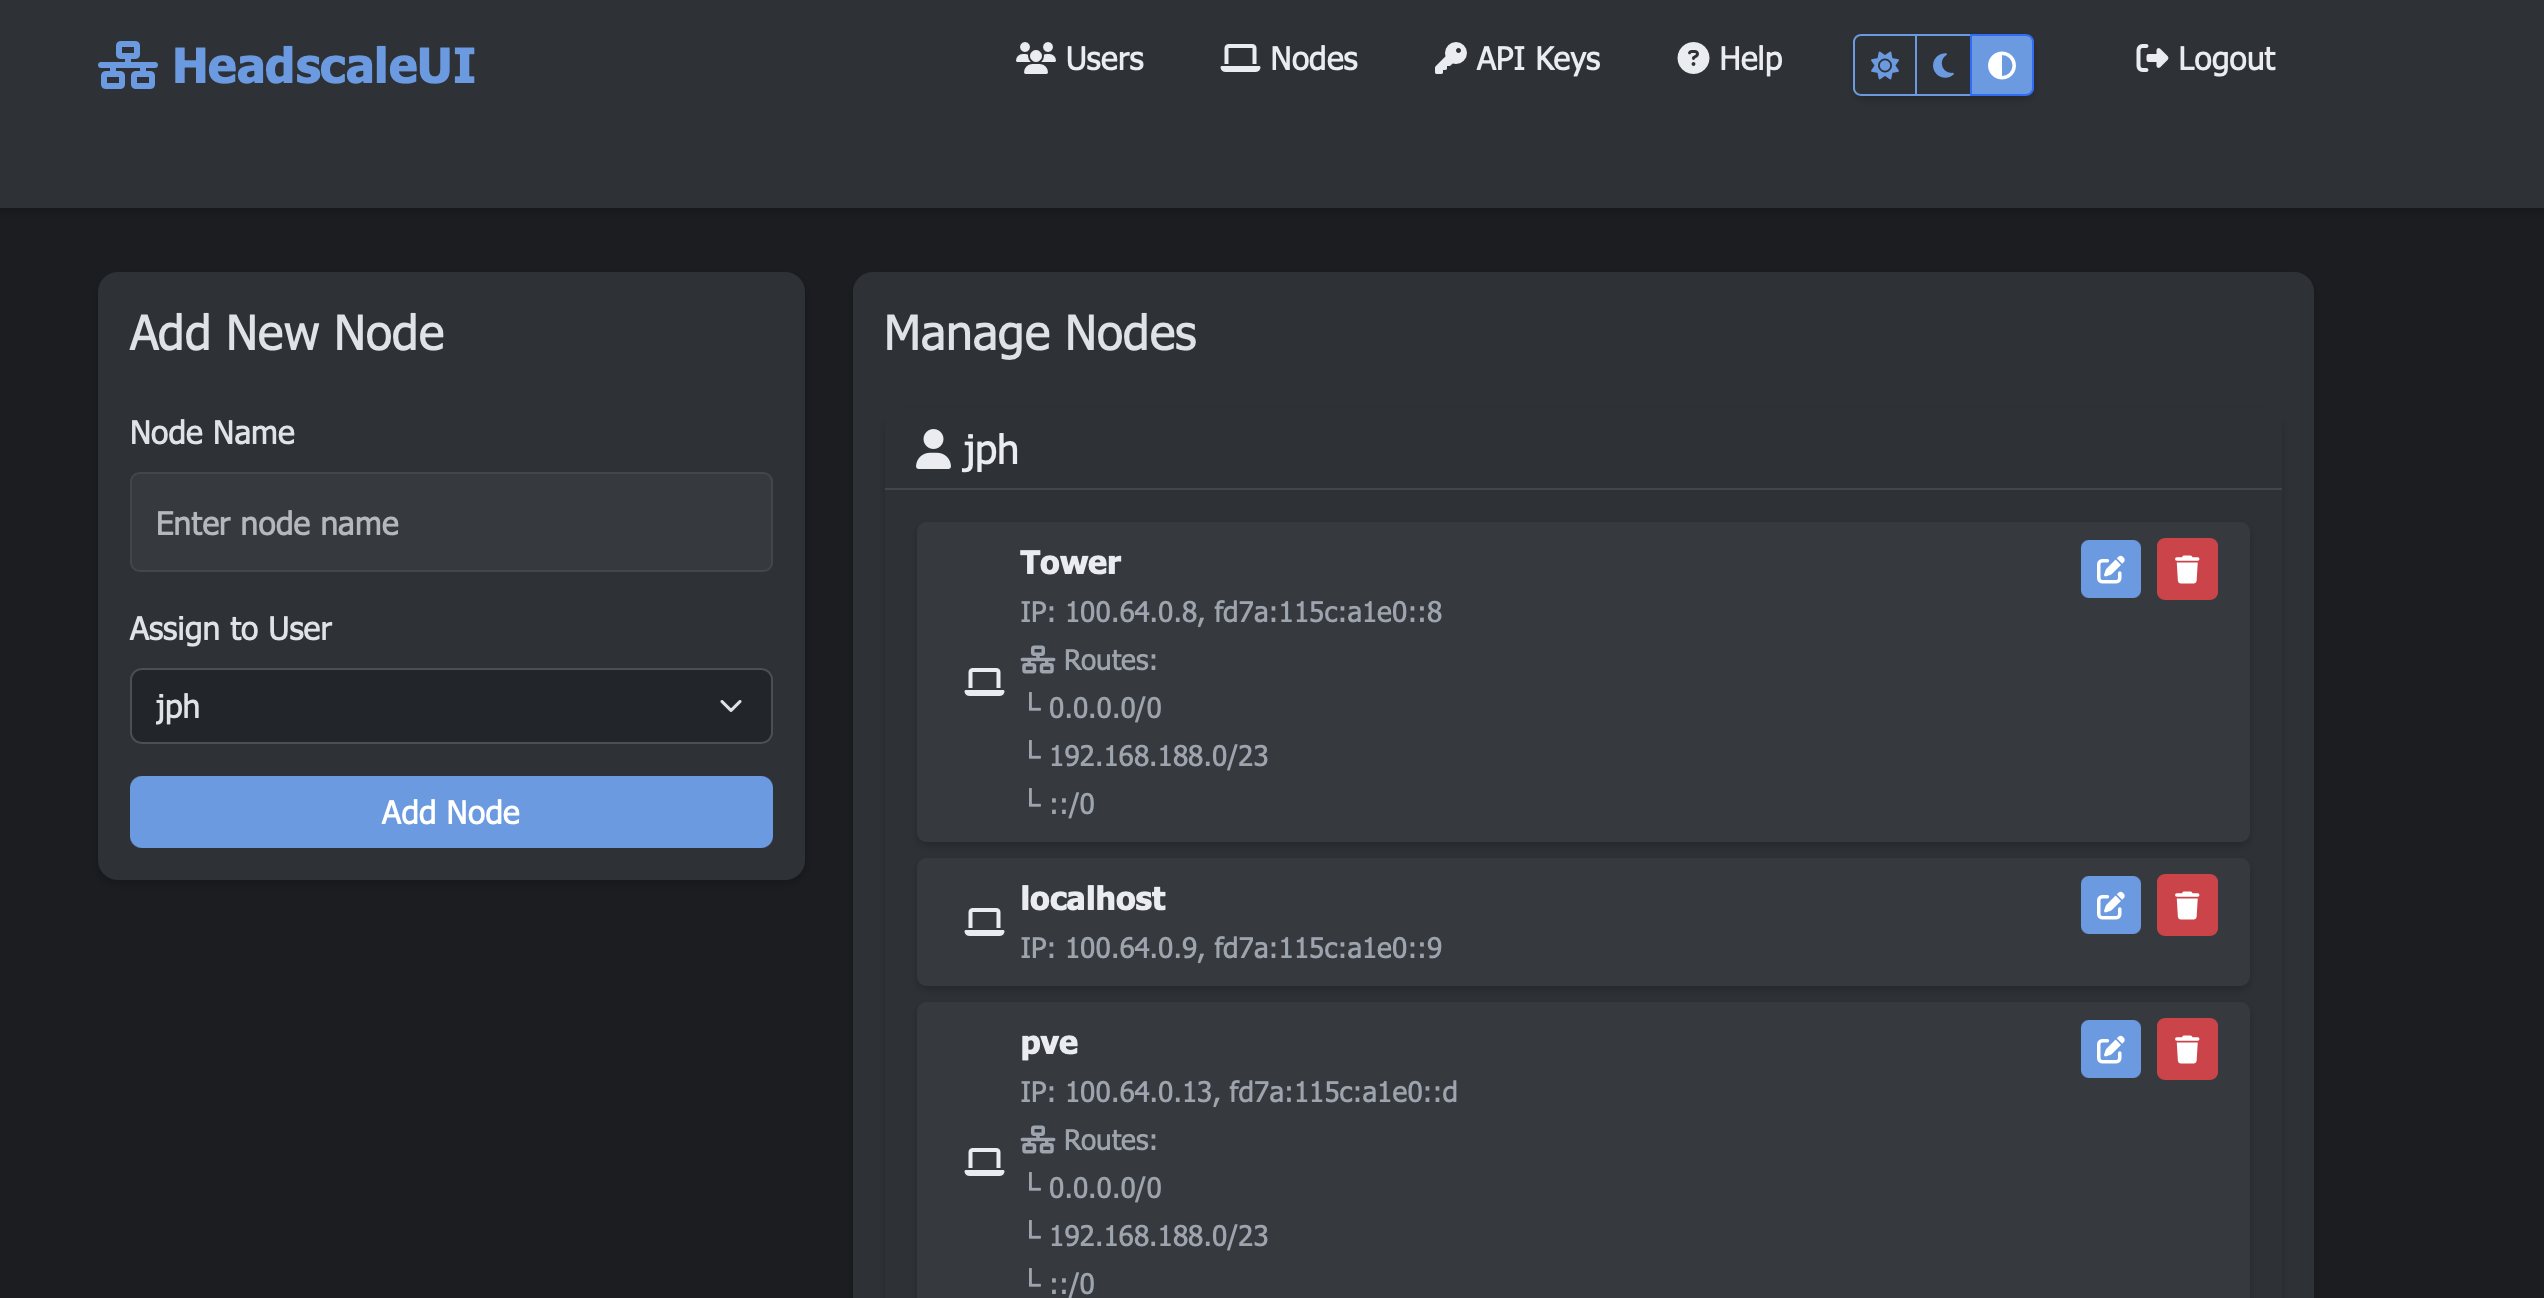 HeadscaleUI
Users
Nodes
API Keys
Help
Logout
Add New Node
Node Name
Enter node name
Assign to User
jph
Add Node
Manage Nodes
jph
Tower
IP: 100.64.0.8, fd7a:115c:a1e0::8
Routes:
└ 0.0.0.0/0
└ 192.168.188.0/23
└ ::/0
localhost
IP: 100.64.0.9, fd7a:115c:a1e0::9
pve
IP: 100.64.0.13, fd7a:115c:a1e0::d
Routes:
└ 0.0.0.0/0
└ 192.168.188.0/23
└ ::/0